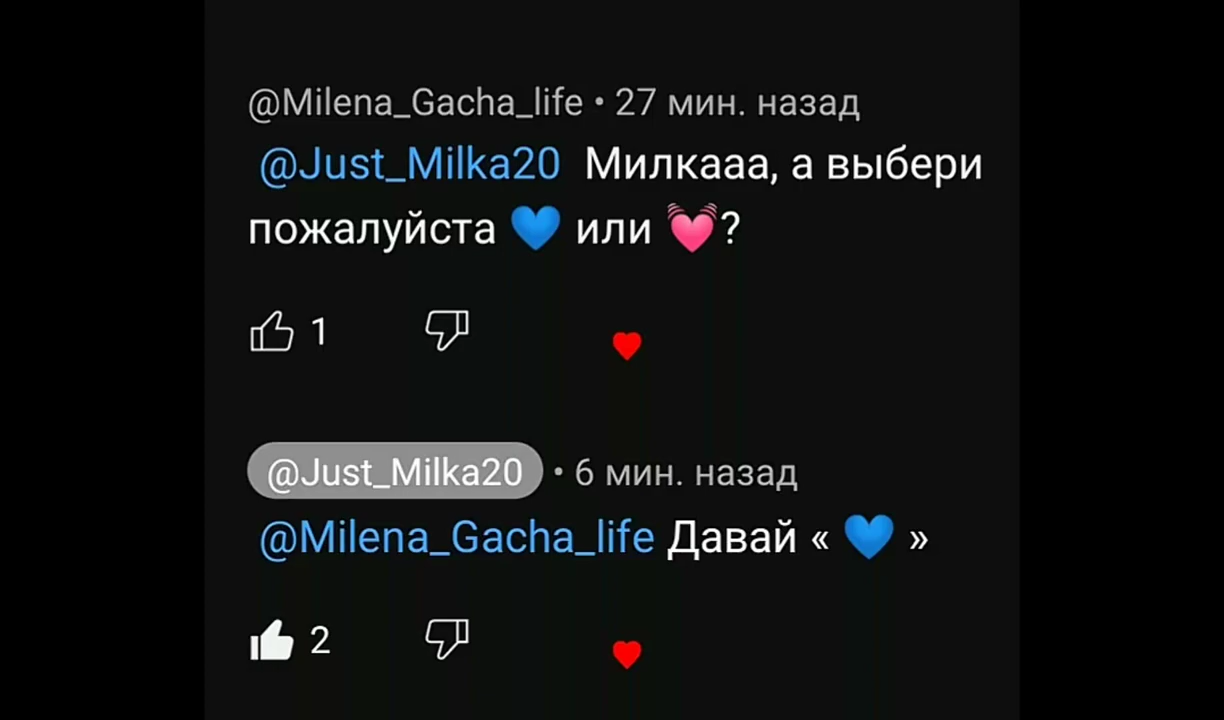 @Milena_Gacha_life • 27 мин. назад
@Just_Milka20 Милкааа, а выбери
пожалуйста 💙 или 💓?
1
@Just_Milka20 • 6 мин. назад
@Milena_Gacha_life Давай « 💙 »
2